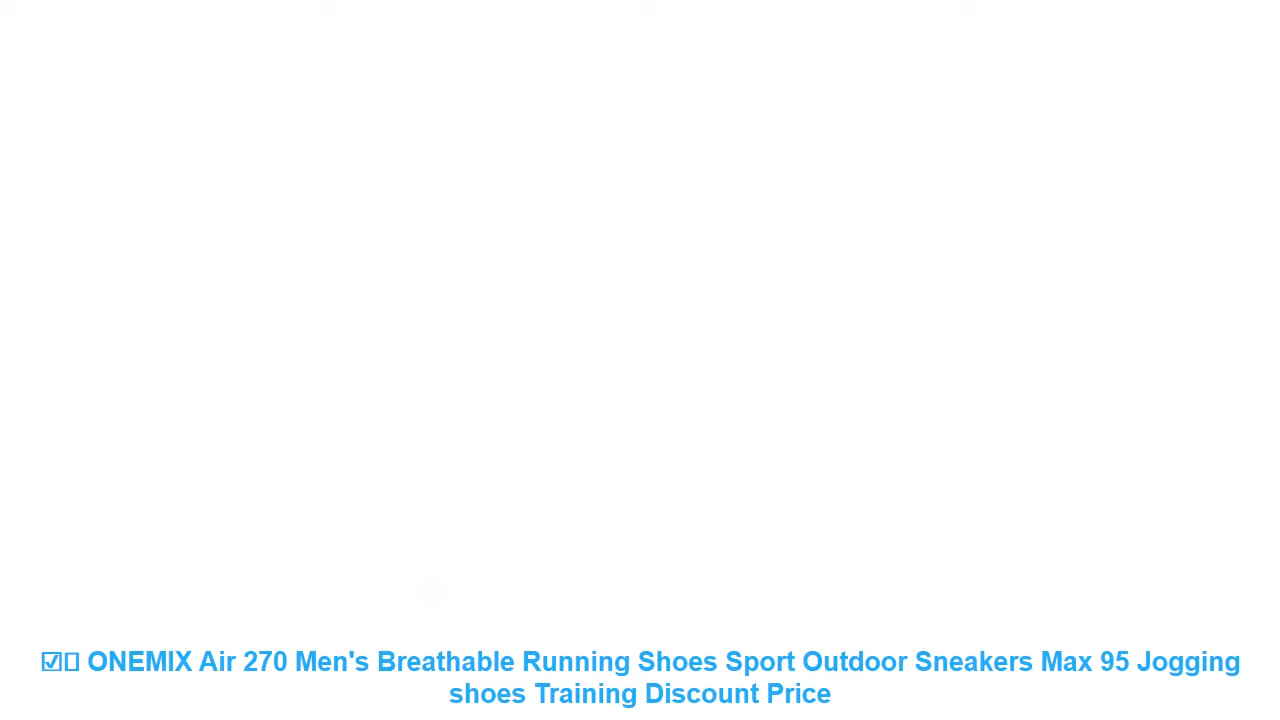 ☑▯ ONEMIX Air 270 Men's Breathable Running Shoes Sport Outdoor Sneakers Max 95 Jogging
shoes Training Discount Price